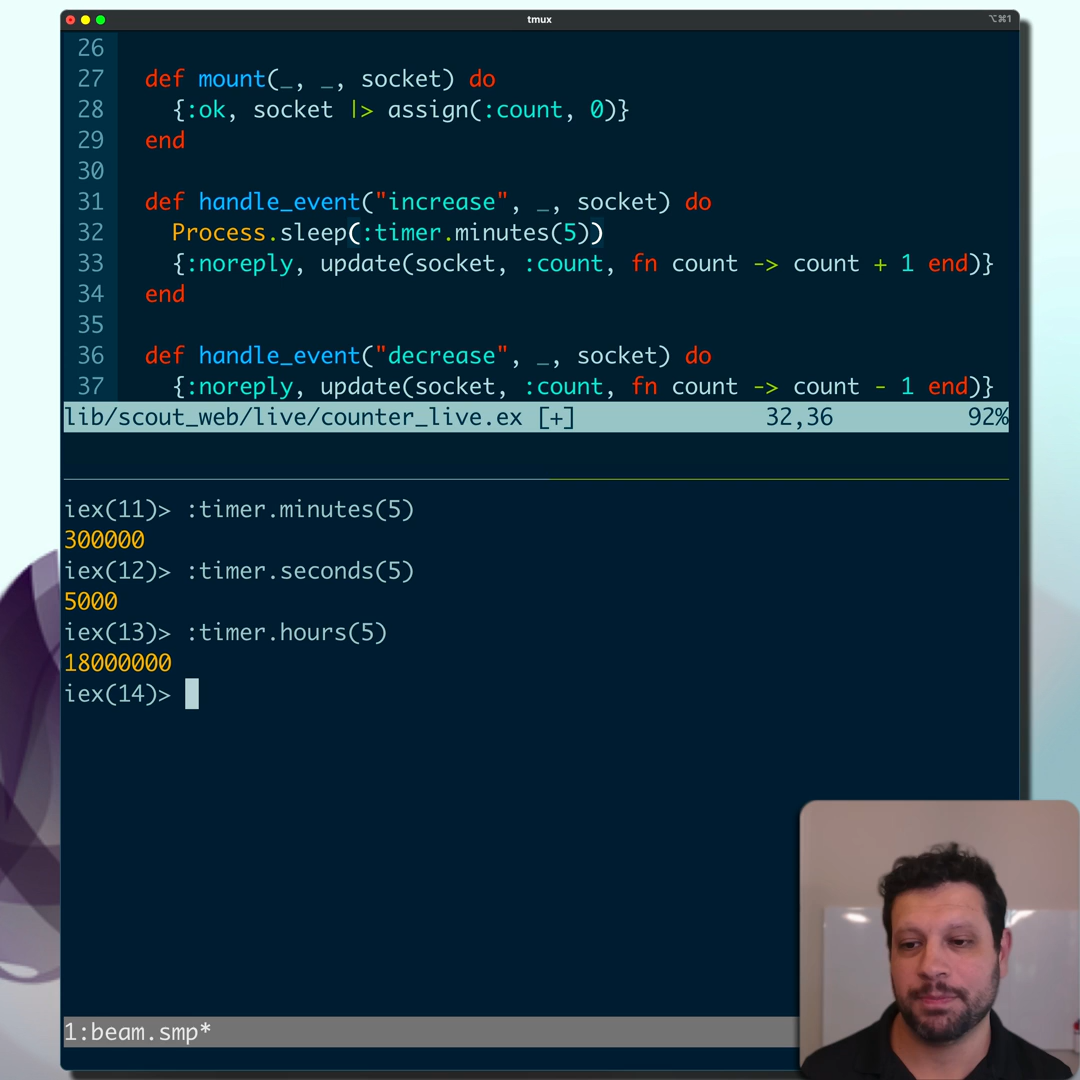 tmux
⌥⌘1
26
27 def mount(_, _, socket) do
28 {:ok, socket |> assign(:count, 0)}
29 end
30
31 def handle_event("increase", _, socket) do
32 Process.sleep(:timer.minutes(5))
33 {:noreply, update(socket, :count, fn count -> count + 1 end)}
34 end
35
36 def handle_event("decrease", _, socket) do
37 {:noreply, update(socket, :count, fn count -> count - 1 end)}
lib/scout_web/live/counter_live.ex [+] 32,36 92%
iex(11)> :timer.minutes(5)
300000
iex(12)> :timer.seconds(5)
5000
iex(13)> :timer.hours(5)
18000000
iex(14)>
1:beam.smp*